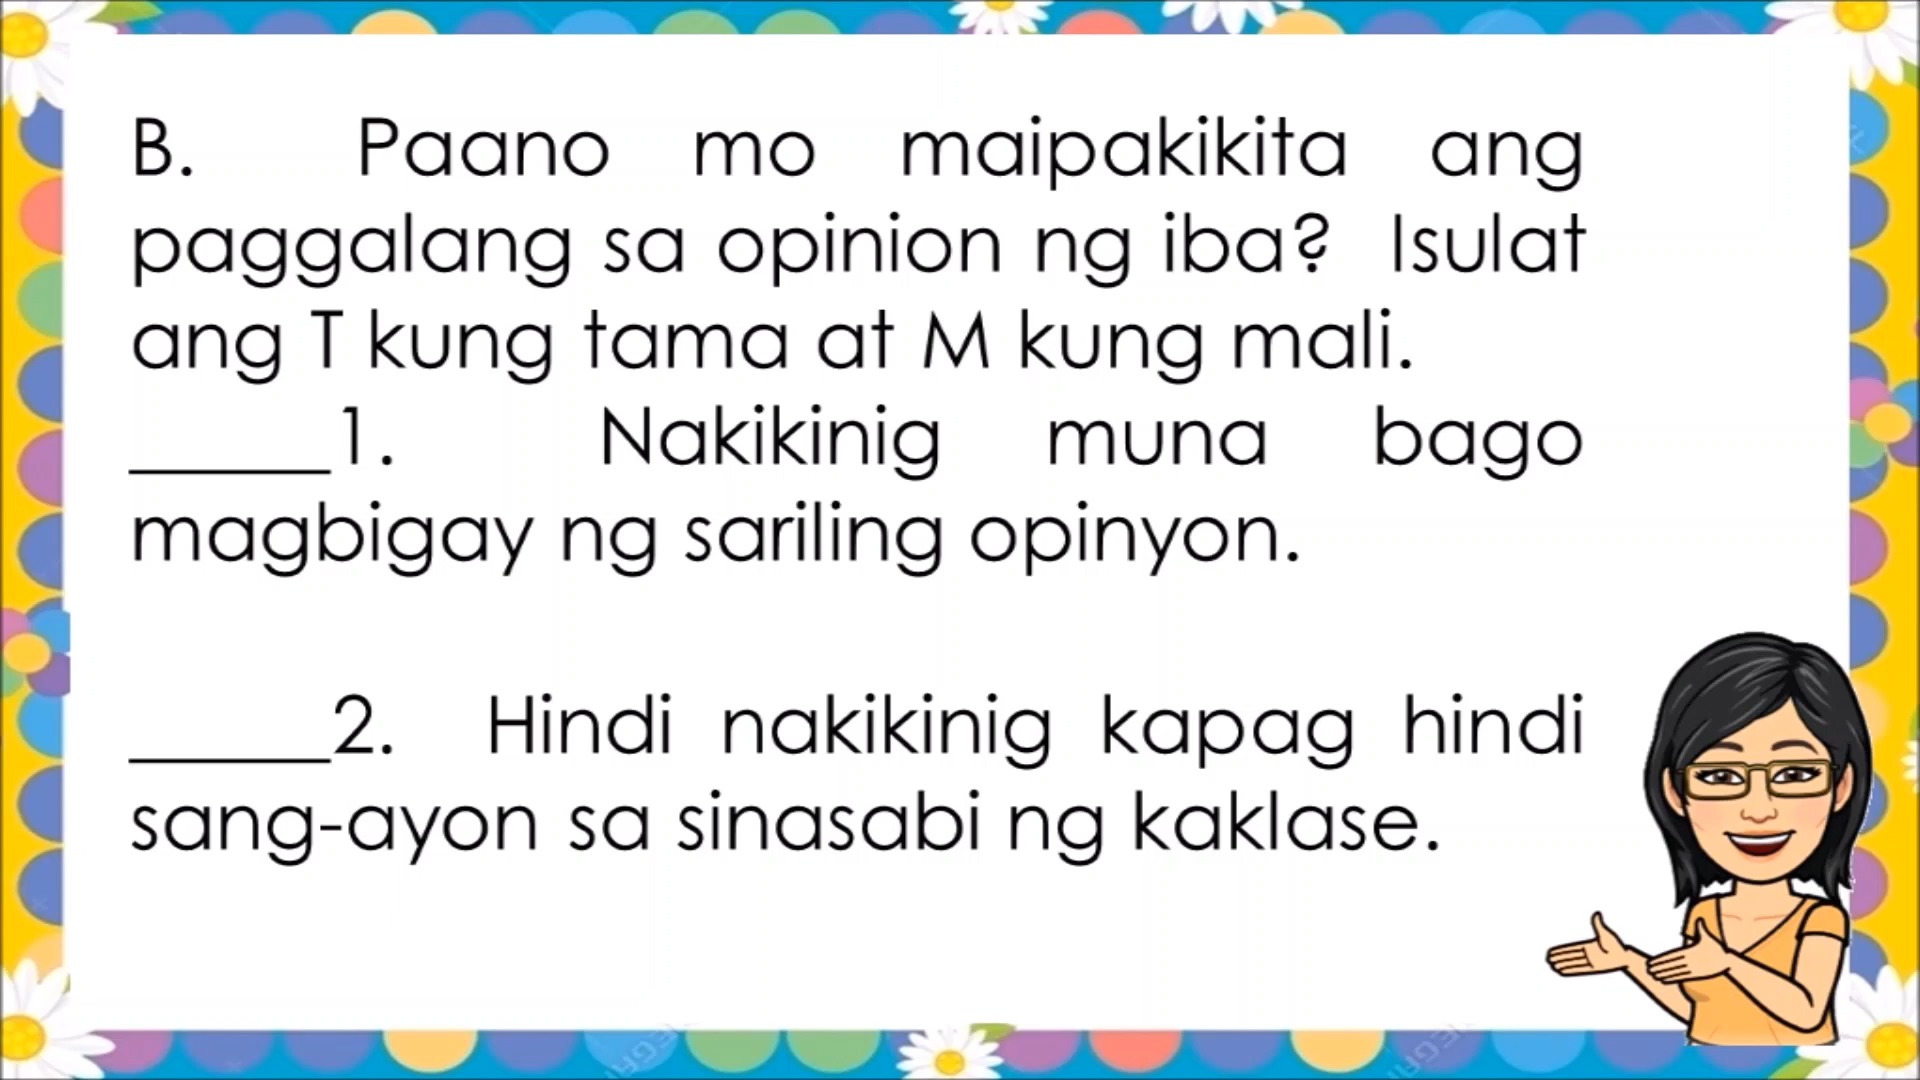 B. Paano mo maipakikita ang
paggalang sa opinion ng iba? Isulat
ang T kung tama at M kung mali.
_____1. Nakikinig muna bago
magbigay ng sariling opinyon.
_____2. Hindi nakikinig kapag hindi
sang-ayon sa sinasabi ng kaklase.